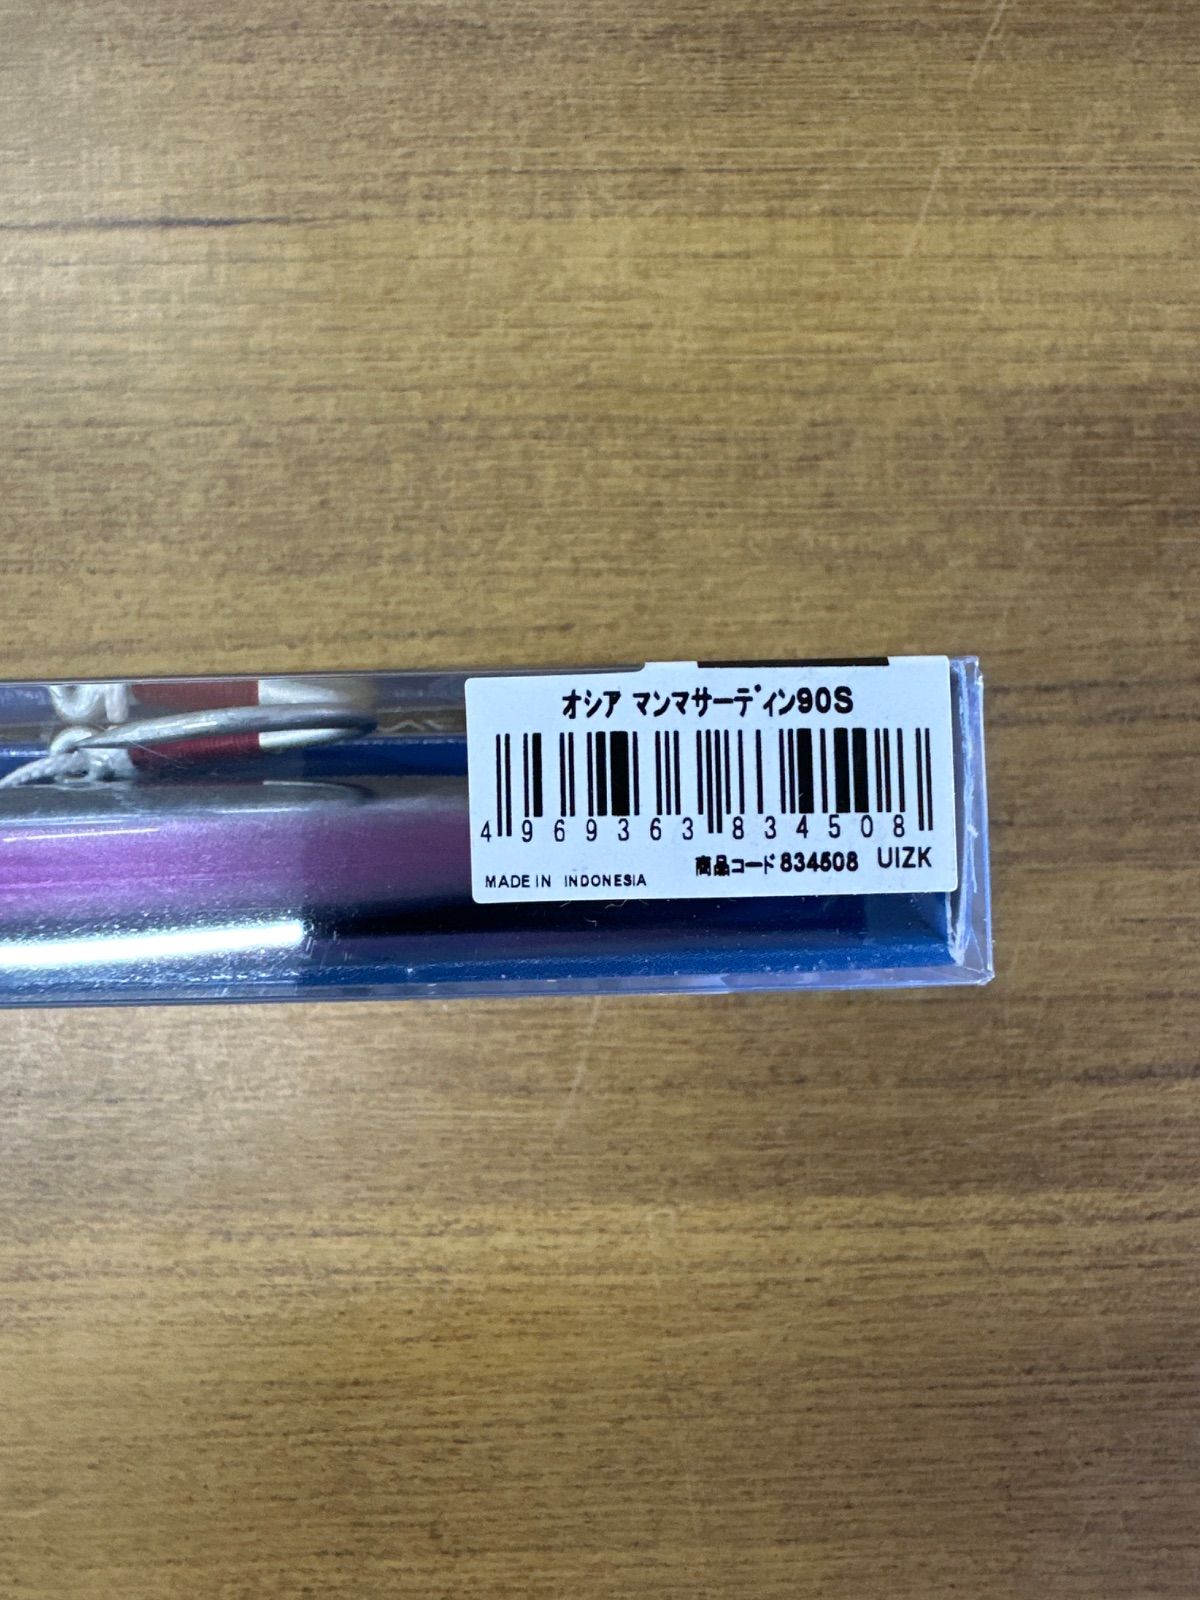 オシア マンマサーディン90S
4 969363 834508
商品コード 834508 UIZK
MADE IN INDONESIA